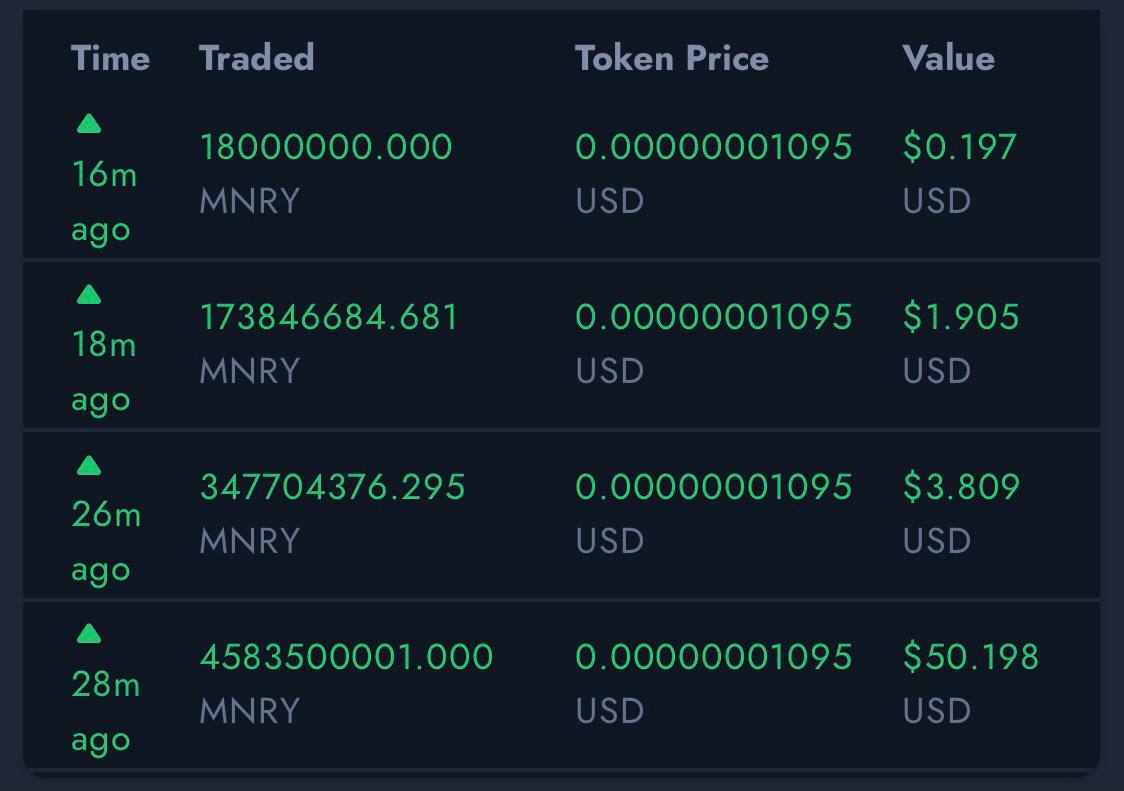 Time Traded Token Price Value
18000000.000 0.00000001095 $0.197
16m
MNRY USD USD
ago
173846684.681 0.00000001095 $1.905
18m
MNRY USD USD
ago
347704376.295 0.00000001095 $3.809
26m
MNRY USD USD
ago
4583500001.000 0.00000001095 $50.198
28m
MNRY USD USD
ago